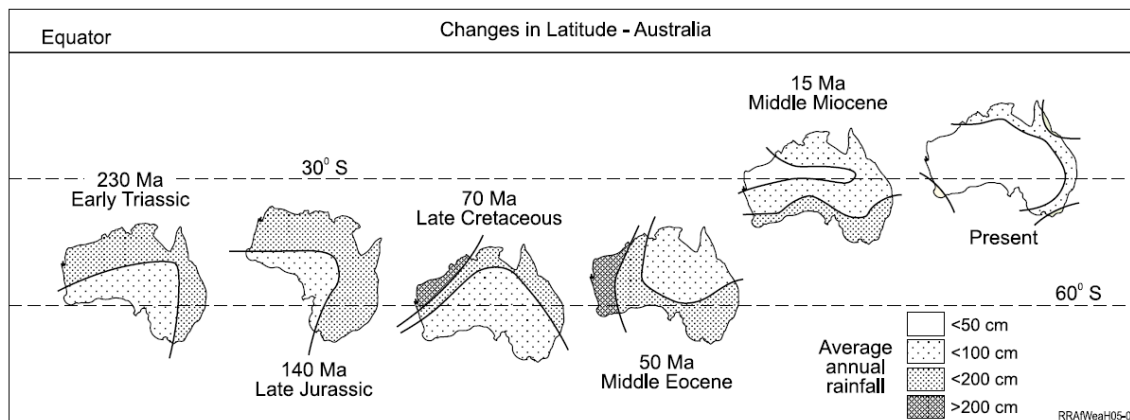 Changes in Latitude - Australia
Equator
15 Ma
Middle Miocene
30° S
230 Ma
Early Triassic
70 Ma
Late Cretaceous
Present
60° S
140 Ma
Late Jurassic
50 Ma
Middle Eocene
Average
annual
rainfall
<50 cm
<100 cm
<200 cm
>200 cm